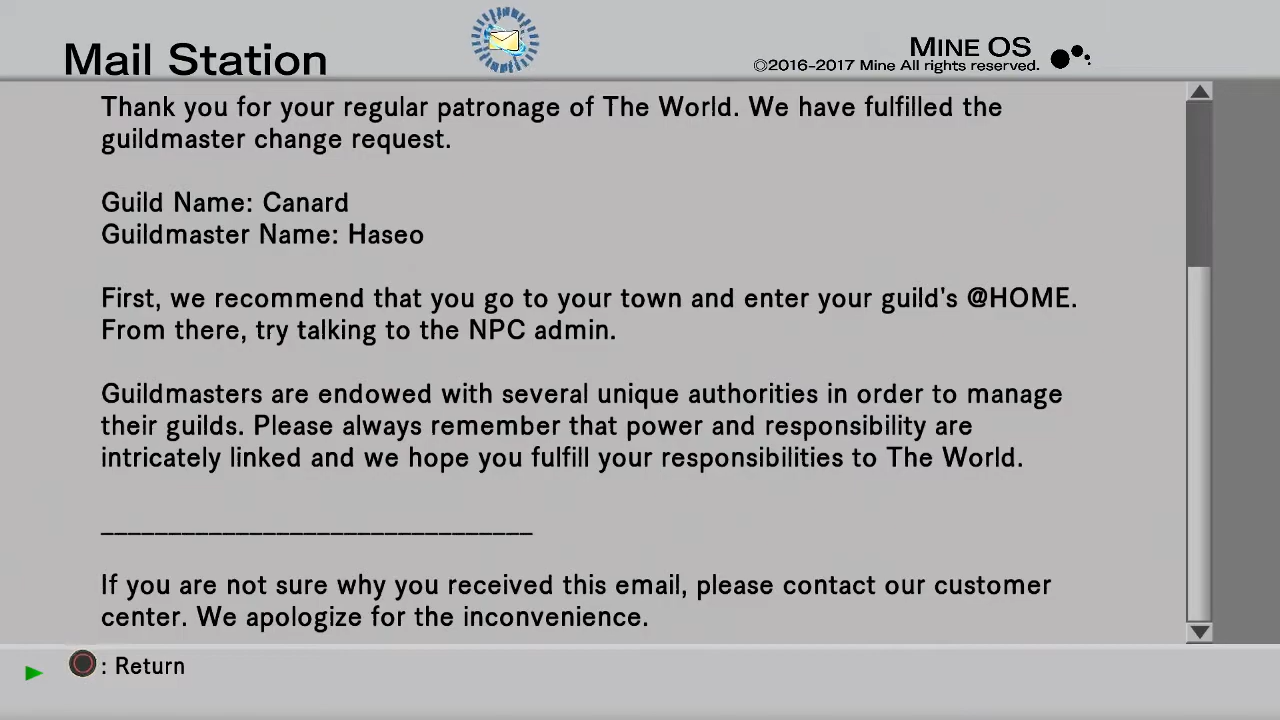 Mail Station
MINE OS
©2016-2017 Mine All rights reserved.
Thank you for your regular patronage of The World. We have fulfilled the
guildmaster change request.
Guild Name: Canard
Guildmaster Name: Haseo
First, we recommend that you go to your town and enter your guild's @HOME.
From there, try talking to the NPC admin.
Guildmasters are endowed with several unique authorities in order to manage
their guilds. Please always remember that power and responsibility are
intricately linked and we hope you fulfill your responsibilities to The World.
________________________________
If you are not sure why you received this email, please contact our customer
center. We apologize for the inconvenience.
: Return